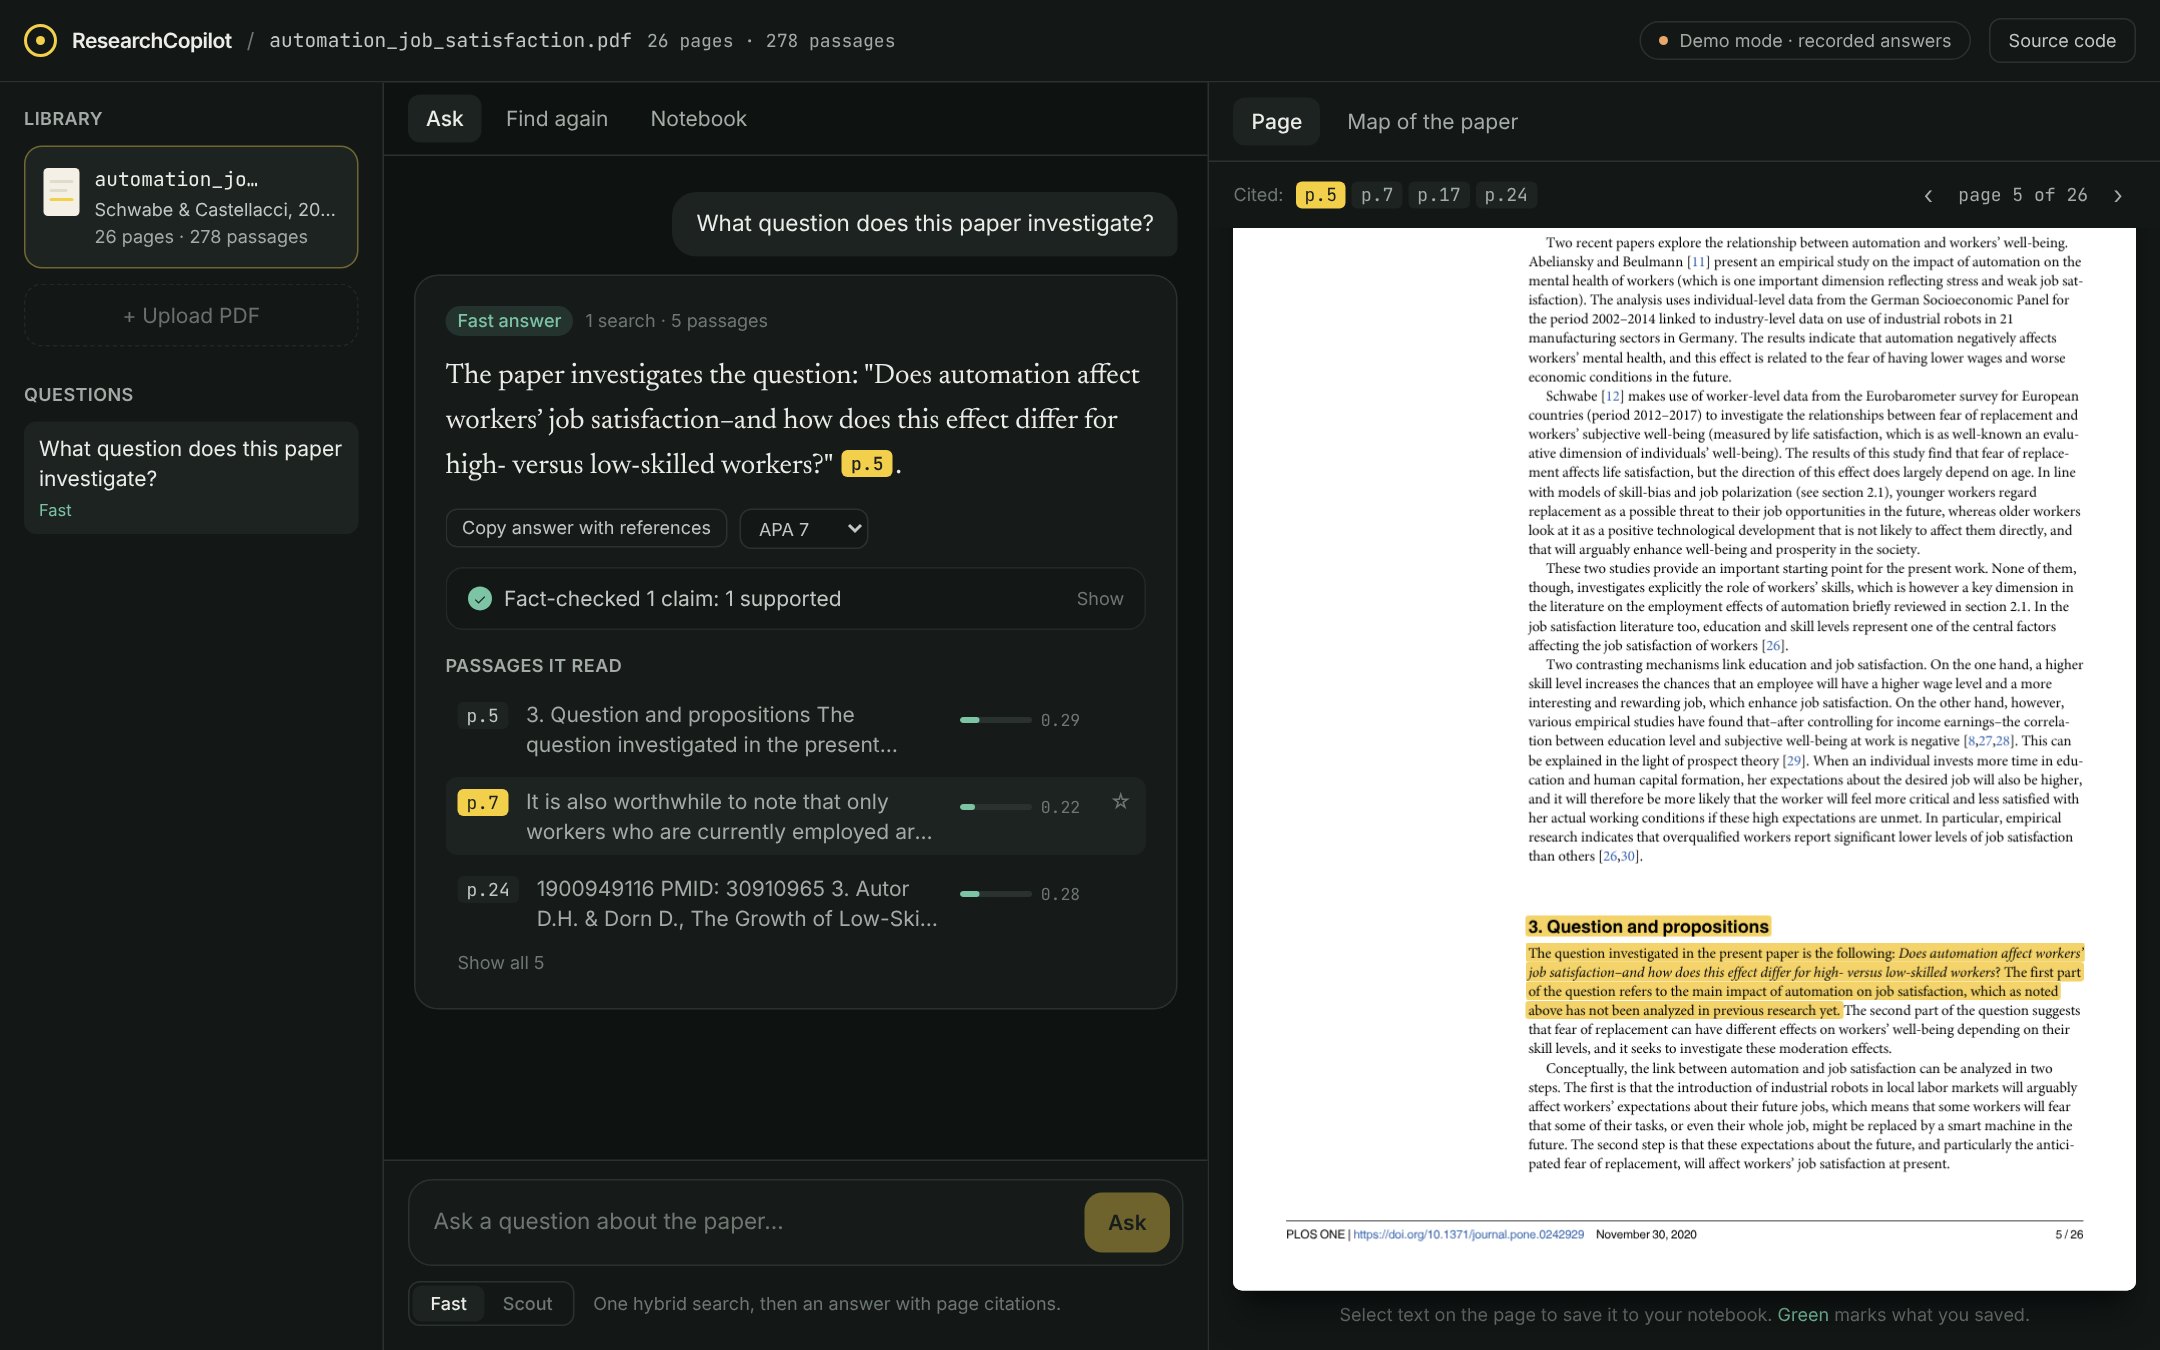 ResearchCopilot / automation_job_satisfaction.pdf 26 pages · 278 passages
Demo mode · recorded answers
Source code
LIBRARY
automation_jo…
Schwabe & Castellacci, 20…
26 pages · 278 passages
+ Upload PDF
QUESTIONS
What question does this paper
investigate?
Fast
Ask
Find again
Notebook
What question does this paper investigate?
Fast answer 1 search · 5 passages
The paper investigates the question: "Does automation affect
workers’ job satisfaction–and how does this effect differ for
high- versus low-skilled workers?" p.5 .
Copy answer with references
APA 7
Fact-checked 1 claim: 1 supported
Show
PASSAGES IT READ
p.5 3. Question and propositions The
question investigated in the present…
0.29
p.7 It is also worthwhile to note that only
workers who are currently employed ar…
0.22
p.24 1900949116 PMID: 30910965 3. Autor
D.H. & Dorn D., The Growth of Low-Ski…
0.28
Show all 5
Ask a question about the paper…
Ask
Fast
Scout
One hybrid search, then an answer with page citations.
Page
Map of the paper
Cited: p.5 p.7 p.17 p.24
‹ page 5 of 26 ›
Two recent papers explore the relationship between automation and workers’ well-being.
Abeliansky and Beulmann [11] present an empirical study on the impact of automation on the
mental health of workers (which is one important dimension reflecting stress and weak job sat-
isfaction). The analysis uses individual-level data from the German Socioeconomic Panel for
the period 2002–2014 linked to industry-level data on use of industrial robots in 21
manufacturing sectors in Germany. The results indicate that automation negatively affects
workers’ mental health, and this effect is related to the fear of having lower wages and worse
economic conditions in the future.
Schwabe [12] makes use of worker-level data from the Eurobarometer survey for European
countries (period 2012–2017) to investigate the relationships between fear of replacement and
workers’ subjective well-being (measured by life satisfaction, which is as well-known an evalu-
ative dimension of individuals’ well-being). The results of this study find that fear of replace-
ment affects life satisfaction, but the direction of this effect does largely depend on age. In line
with models of skill-bias and job polarization (see section 2.1), younger workers regard
replacement as a possible threat to their job opportunities in the future, whereas older workers
look at it as a positive technological development that is not likely to affect them directly, and
that will arguably enhance well-being and prosperity in the society.
These two studies provide an important starting point for the present work. None of them,
though, investigates explicitly the role of workers’ skills, which is however a key dimension in
the literature on the employment effects of automation briefly reviewed in section 2.1. In the
job satisfaction literature too, education and skill levels represent one of the central factors
affecting the job satisfaction of workers [26].
Two contrasting mechanisms link education and job satisfaction. On the one hand, a higher
skill level increases the chances that an employee will have a higher wage level and a more
interesting and rewarding job, which enhance job satisfaction. On the other hand, however,
various empirical studies have found that–after controlling for income earnings–the correla-
tion between education level and subjective well-being at work is negative [8,27,28]. This can
be explained in the light of prospect theory [29]. When an individual invests more time in edu-
cation and human capital formation, her expectations about the desired job will also be higher,
and it will therefore be more likely that the worker will feel more critical and less satisfied with
her actual working conditions if these high expectations are unmet. In particular, empirical
research indicates that overqualified workers report significant lower levels of job satisfaction
than others [26,30].
3. Question and propositions
The question investigated in the present paper is the following: Does automation affect workers’
job satisfaction–and how does this effect differ for high- versus low-skilled workers? The first part
of the question refers to the main impact of automation on job satisfaction, which as noted
above has not been analyzed in previous research yet. The second part of the question suggests
that fear of replacement can have different effects on workers’ well-being depending on their
skill levels, and it seeks to investigate these moderation effects.
Conceptually, the link between automation and job satisfaction can be analyzed in two
steps. The first is that the introduction of industrial robots in local labor markets will arguably
affect workers’ expectations about their future jobs, which means that some workers will fear
that some of their tasks, or even their whole job, might be replaced by a smart machine in the
future. The second step is that these expectations about the future, and particularly the antici-
pated fear of replacement, will affect workers’ job satisfaction at present.
PLOS ONE | https://doi.org/10.1371/journal.pone.0242929 November 30, 2020
5 / 26
Select text on the page to save it to your notebook. Green marks what you saved.